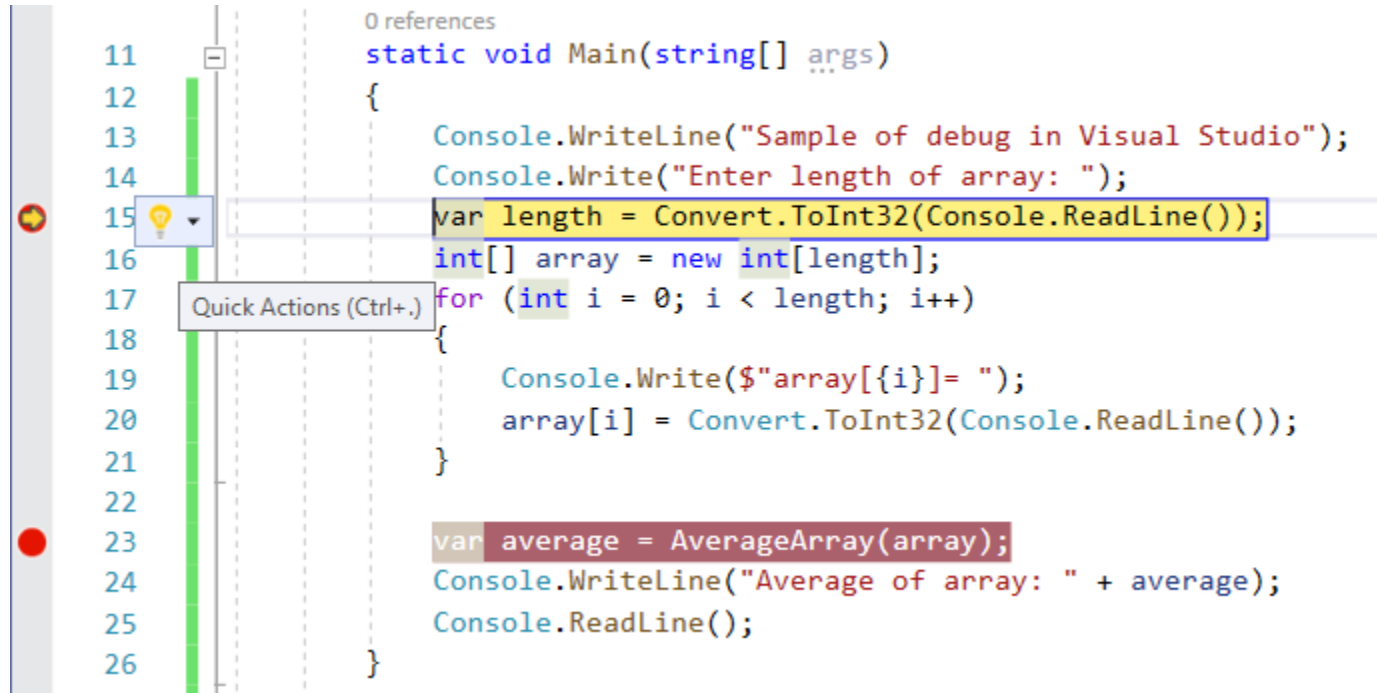 0 references
11 static void Main(string[] args)
12 {
13 Console.WriteLine("Sample of debug in Visual Studio");
14 Console.Write("Enter length of array: ");
15 var length = Convert.ToInt32(Console.ReadLine());
16 int[] array = new int[length];
17 for (int i = 0; i < length; i++)
Quick Actions (Ctrl+.)
18 {
19 Console.Write($"array[{i}]= ");
20 array[i] = Convert.ToInt32(Console.ReadLine());
21 }
22
23 var average = AverageArray(array);
24 Console.WriteLine("Average of array: " + average);
25 Console.ReadLine();
26 }